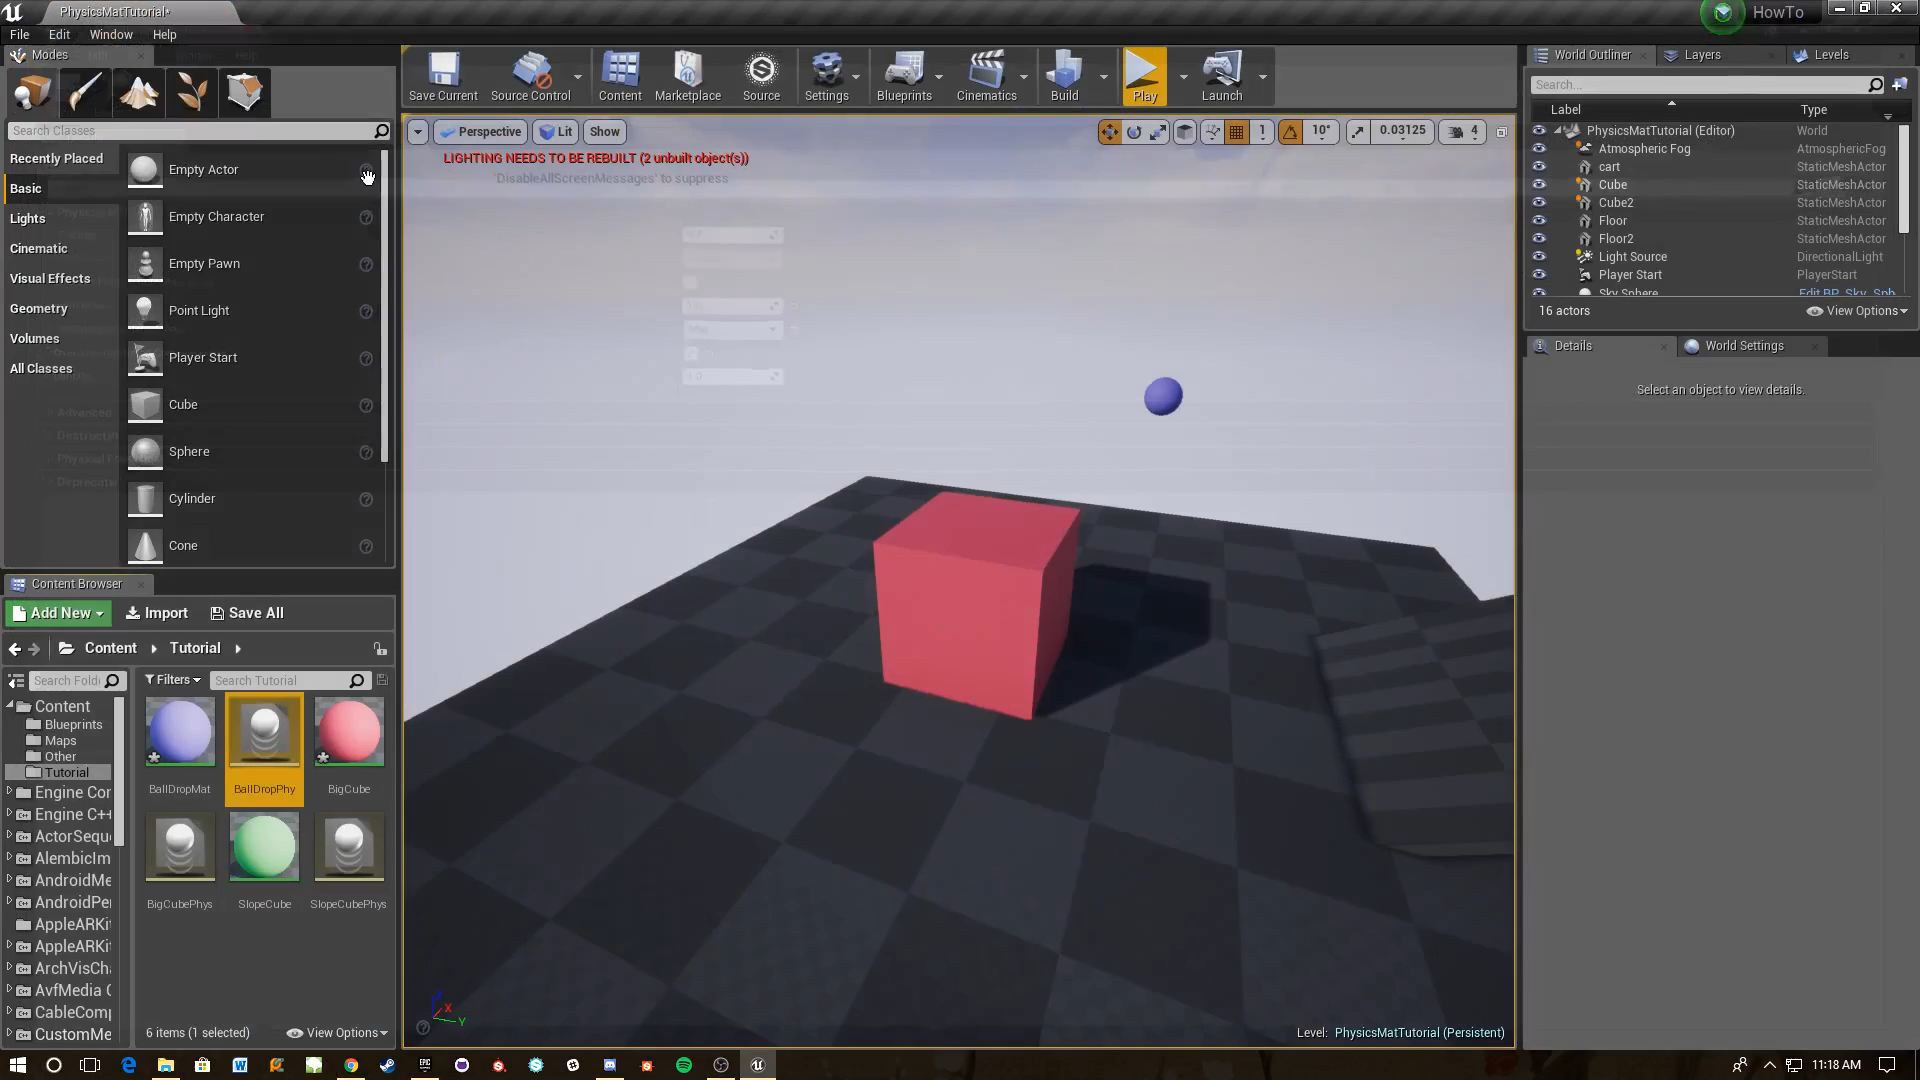 PhysicsMatTutorial*
HowTo
File
Edit
Window
Help
Modes
Save Current
Source Control
Content
Marketplace
Source
Settings
Blueprints
Cinematics
Build
Play
Launch
World Outliner
Layers
Levels
Search...
Label
Type
PhysicsMatTutorial (Editor)
World
Atmospheric Fog
AtmosphericFog
cart
StaticMeshActor
Cube
StaticMeshActor
Cube2
StaticMeshActor
Floor
StaticMeshActor
Floor2
StaticMeshActor
Light Source
DirectionalLight
Player Start
PlayerStart
Sky Sphere
Edit BP_Sky_Sph
16 actors
View Options
Details
World Settings
Select an object to view details.
Search Classes
Recently Placed
Basic
Lights
Cinematic
Visual Effects
Geometry
Volumes
All Classes
Empty Actor
Empty Character
Empty Pawn
Point Light
Player Start
Cube
Sphere
Cylinder
Cone
Perspective
Lit
Show
1
10°
0.03125
4
LIGHTING NEEDS TO BE REBUILT (2 unbuilt object(s))
'DisableAllScreenMessages' to suppress
X
Y
Level: PhysicsMatTutorial (Persistent)
Content Browser
Add New
Import
Save All
Content
Tutorial
Search Fold
Filters
Search Tutorial
Content
Blueprints
Maps
Other
Tutorial
Engine Cor
Engine C++
ActorSequ
AlembicIm
AndroidMe
AndroidPer
AppleARKi
AppleARKi
ArchVisCha
AvfMedia C
CableComp
CustomMe
BallDropMat
BallDropPhy
BigCube
BigCubePhys
SlopeCube
SlopeCubePhys
6 items (1 selected)
View Options
11:18 AM